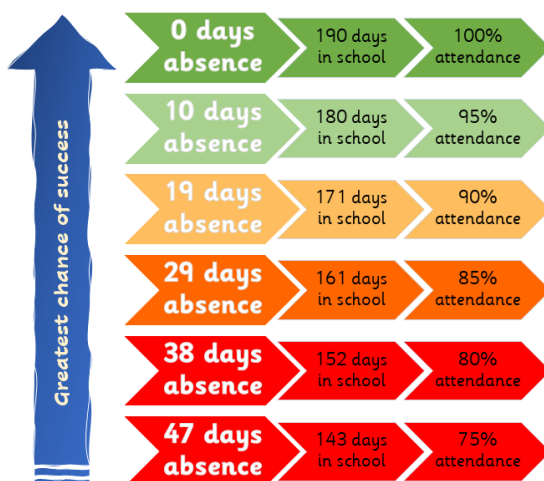 Greatest chance of success
0 days
absence
190 days
in school
100%
attendance
10 days
absence
180 days
in school
95%
attendance
19 days
absence
171 days
in school
90%
attendance
29 days
absence
161 days
in school
85%
attendance
38 days
absence
152 days
in school
80%
attendance
47 days
absence
143 days
in school
75%
attendance